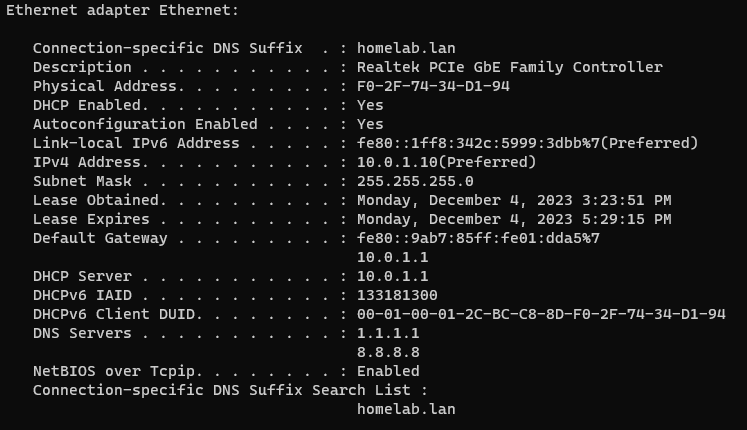 Ethernet adapter Ethernet:
Connection-specific DNS Suffix  . : homelab.lan
Description . . . . . . . . . . . : Realtek PCIe GbE Family Controller
Physical Address. . . . . . . . . : F0-2F-74-34-D1-94
DHCP Enabled. . . . . . . . . . . : Yes
Autoconfiguration Enabled . . . . : Yes
Link-local IPv6 Address . . . . . : fe80::1ff8:342c:5999:3dbb%7(Preferred)
IPv4 Address. . . . . . . . . . . : 10.0.1.10(Preferred)
Subnet Mask . . . . . . . . . . . : 255.255.255.0
Lease Obtained. . . . . . . . . . : Monday, December 4, 2023 3:23:51 PM
Lease Expires . . . . . . . . . . : Monday, December 4, 2023 5:29:15 PM
Default Gateway . . . . . . . . . : fe80::9ab7:85ff:fe01:dda5%7
10.0.1.1
DHCP Server . . . . . . . . . . . : 10.0.1.1
DHCPv6 IAID . . . . . . . . . . . : 133181300
DHCPv6 Client DUID. . . . . . . . : 00-01-00-01-2C-BC-C8-8D-F0-2F-74-34-D1-94
DNS Servers . . . . . . . . . . . : 1.1.1.1
8.8.8.8
NetBIOS over Tcpip. . . . . . . . : Enabled
Connection-specific DNS Suffix Search List :
homelab.lan